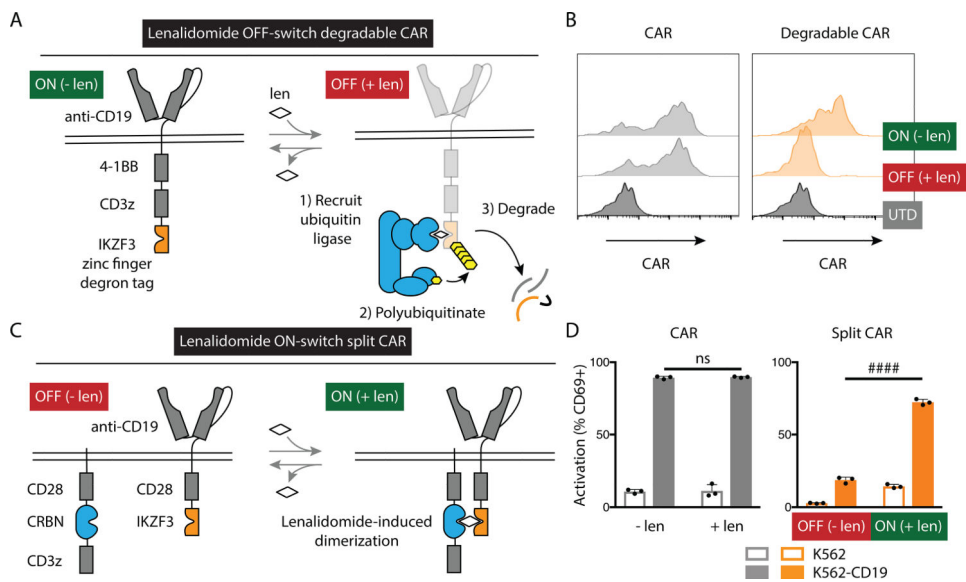 A
Lenalidomide OFF-switch degradable CAR
ON (- len)
anti-CD19
4-1BB
CD3z
IKZF3
zinc finger
degron tag
len
OFF (+ len)
1) Recruit
ubiquitin
ligase
2) Polyubiquitinate
3) Degrade
B
CAR
Degradable CAR
ON (- len)
OFF (+ len)
UTD
CAR
CAR
C
Lenalidomide ON-switch split CAR
OFF (- len)
anti-CD19
CD28
CRBN
CD3z
CD28
IKZF3
ON (+ len)
Lenalidomide-induced
dimerization
D
CAR
Split CAR
Activation (% CD69+)
100
50
0
ns
- len
+ len
100
50
0
####
OFF (- len)
ON (+ len)
K562
K562-CD19